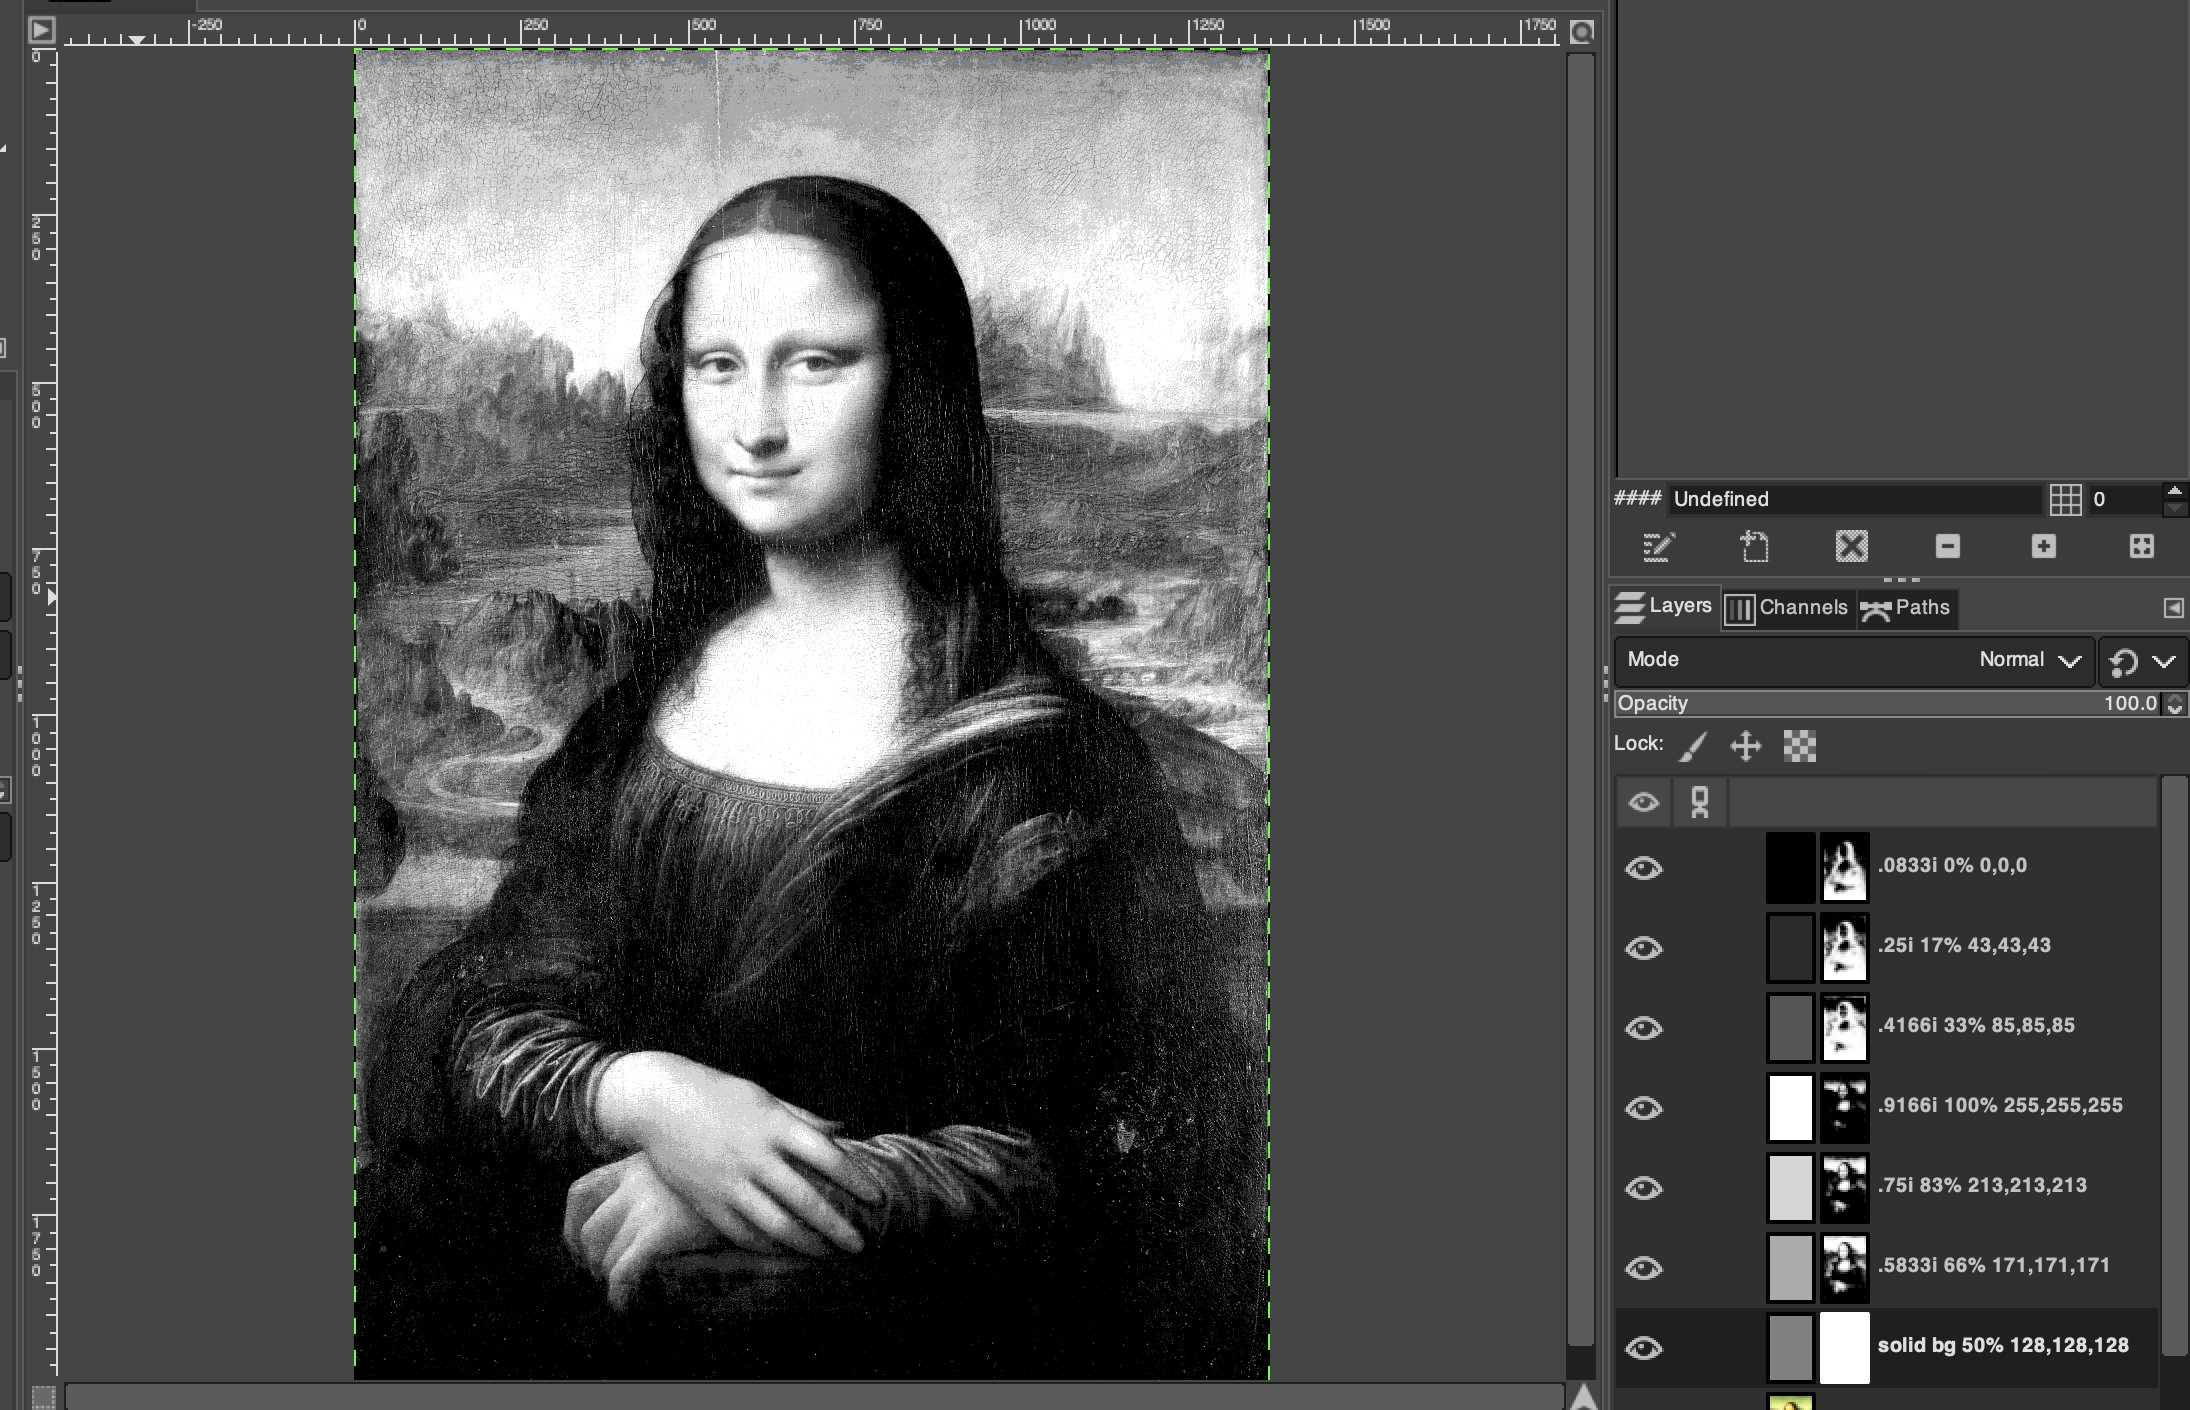 -250 0 250 500 750 1000 1250 1500 1750
0
250
500
750
1000
1250
1500
1750
#### Undefined 0
Layers Channels Paths
Mode Normal
Opacity 100.0
Lock:
.0833i 0% 0,0,0
.25i 17% 43,43,43
.4166i 33% 85,85,85
.9166i 100% 255,255,255
.75i 83% 213,213,213
.5833i 66% 171,171,171
solid bg 50% 128,128,128